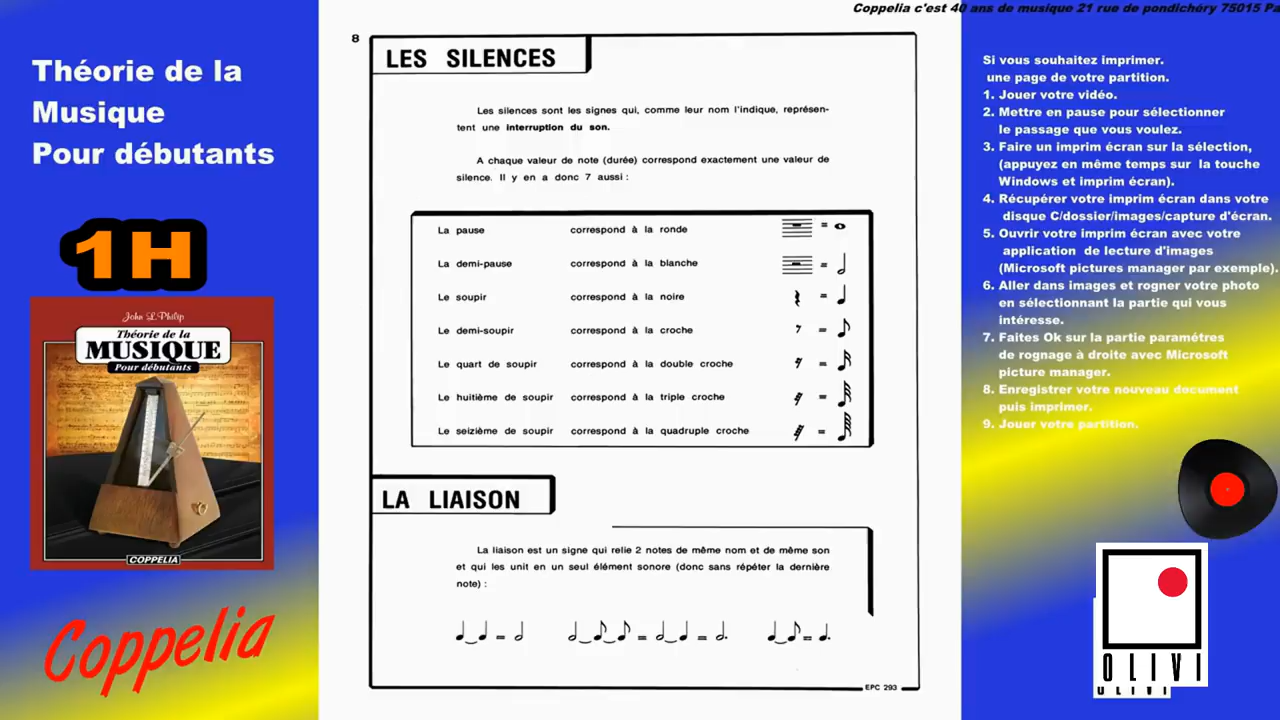 Coppelia c'est 40 ans de musique 21 rue de pondichéry 75015 Pa
Théorie de la
Musique
Pour débutants
1H
John L. Philip
Théorie de la
MUSIQUE
Pour débutants
COPPELIA
Coppelia
8
LES SILENCES
Les silences sont les signes qui, comme leur nom l'indique, représen-
tent une interruption du son.
A chaque valeur de note (durée) correspond exactement une valeur de
silence. Il y en a donc 7 aussi :
La pause correspond à la ronde =
La demi-pause correspond à la blanche =
Le soupir correspond à la noire =
Le demi-soupir correspond à la croche =
Le quart de soupir correspond à la double croche =
Le huitième de soupir correspond à la triple croche =
Le seizième de soupir correspond à la quadruple croche =
LA LIAISON
La liaison est un signe qui relie 2 notes de même nom et de même son
et qui les unit en un seul élément sonore (donc sans répéter la dernière
note) :
= = = =
EPC 293
Si vous souhaitez imprimer.
une page de votre partition.
1. Jouer votre vidéo.
2. Mettre en pause pour sélectionner
le passage que vous voulez.
3. Faire un imprim écran sur la sélection,
(appuyez en même temps sur la touche
Windows et imprim écran).
4. Récupérer votre imprim écran dans votre
disque C/dossier/images/capture d'écran.
5. Ouvrir votre imprim écran avec votre
application de lecture d'images
(Microsoft pictures manager par exemple).
6. Aller dans images et rogner votre photo
en sélectionnant la partie qui vous
intéresse.
7. Faites Ok sur la partie paramétres
de rognage à droite avec Microsoft
picture manager.
8. Enregistrer votre nouveau document
puis imprimer.
9. Jouer votre partition.
OLIVI
OLIVI